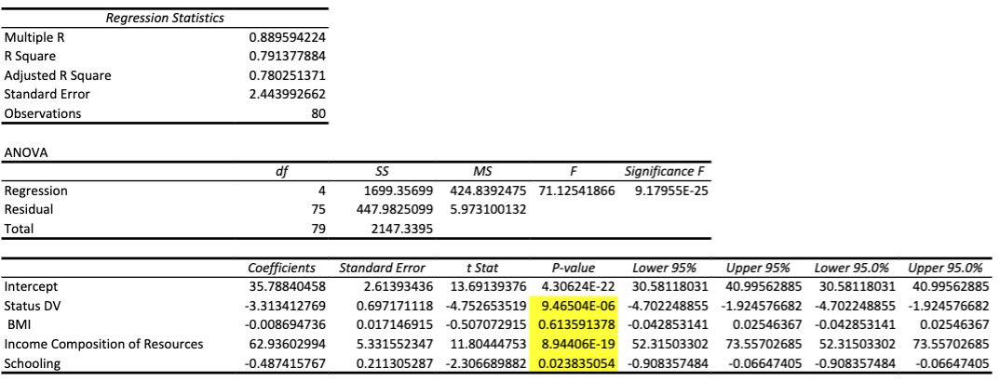 Regression Statistics
Multiple R 0.889594224
R Square 0.791377884
Adjusted R Square 0.780251371
Standard Error 2.443992662
Observations 80
ANOVA
df SS MS F Significance F
Regression 4 1699.35699 424.8392475 71.12541866 9.17955E-25
Residual 75 447.9825099 5.973100132
Total 79 2147.3395
Coefficients Standard Error t Stat P-value Lower 95% Upper 95% Lower 95.0% Upper 95.0%
Intercept 35.78840458 2.61393436 13.69139376 4.30624E-22 30.58118031 40.99562885 30.58118031 40.99562885
Status DV -3.313412769 0.697171118 -4.752653519 9.46504E-06 -4.702248855 -1.924576682 -4.702248855 -1.924576682
BMI -0.008694736 0.017146915 -0.507072915 0.613591378 -0.042853141 0.02546367 -0.042853141 0.02546367
Income Composition of Resources 62.93602994 5.331552347 11.80444753 8.94406E-19 52.31503302 73.55702685 52.31503302 73.55702685
Schooling -0.487415767 0.211305287 -2.306689882 0.023835054 -0.908357484 -0.06647405 -0.908357484 -0.06647405